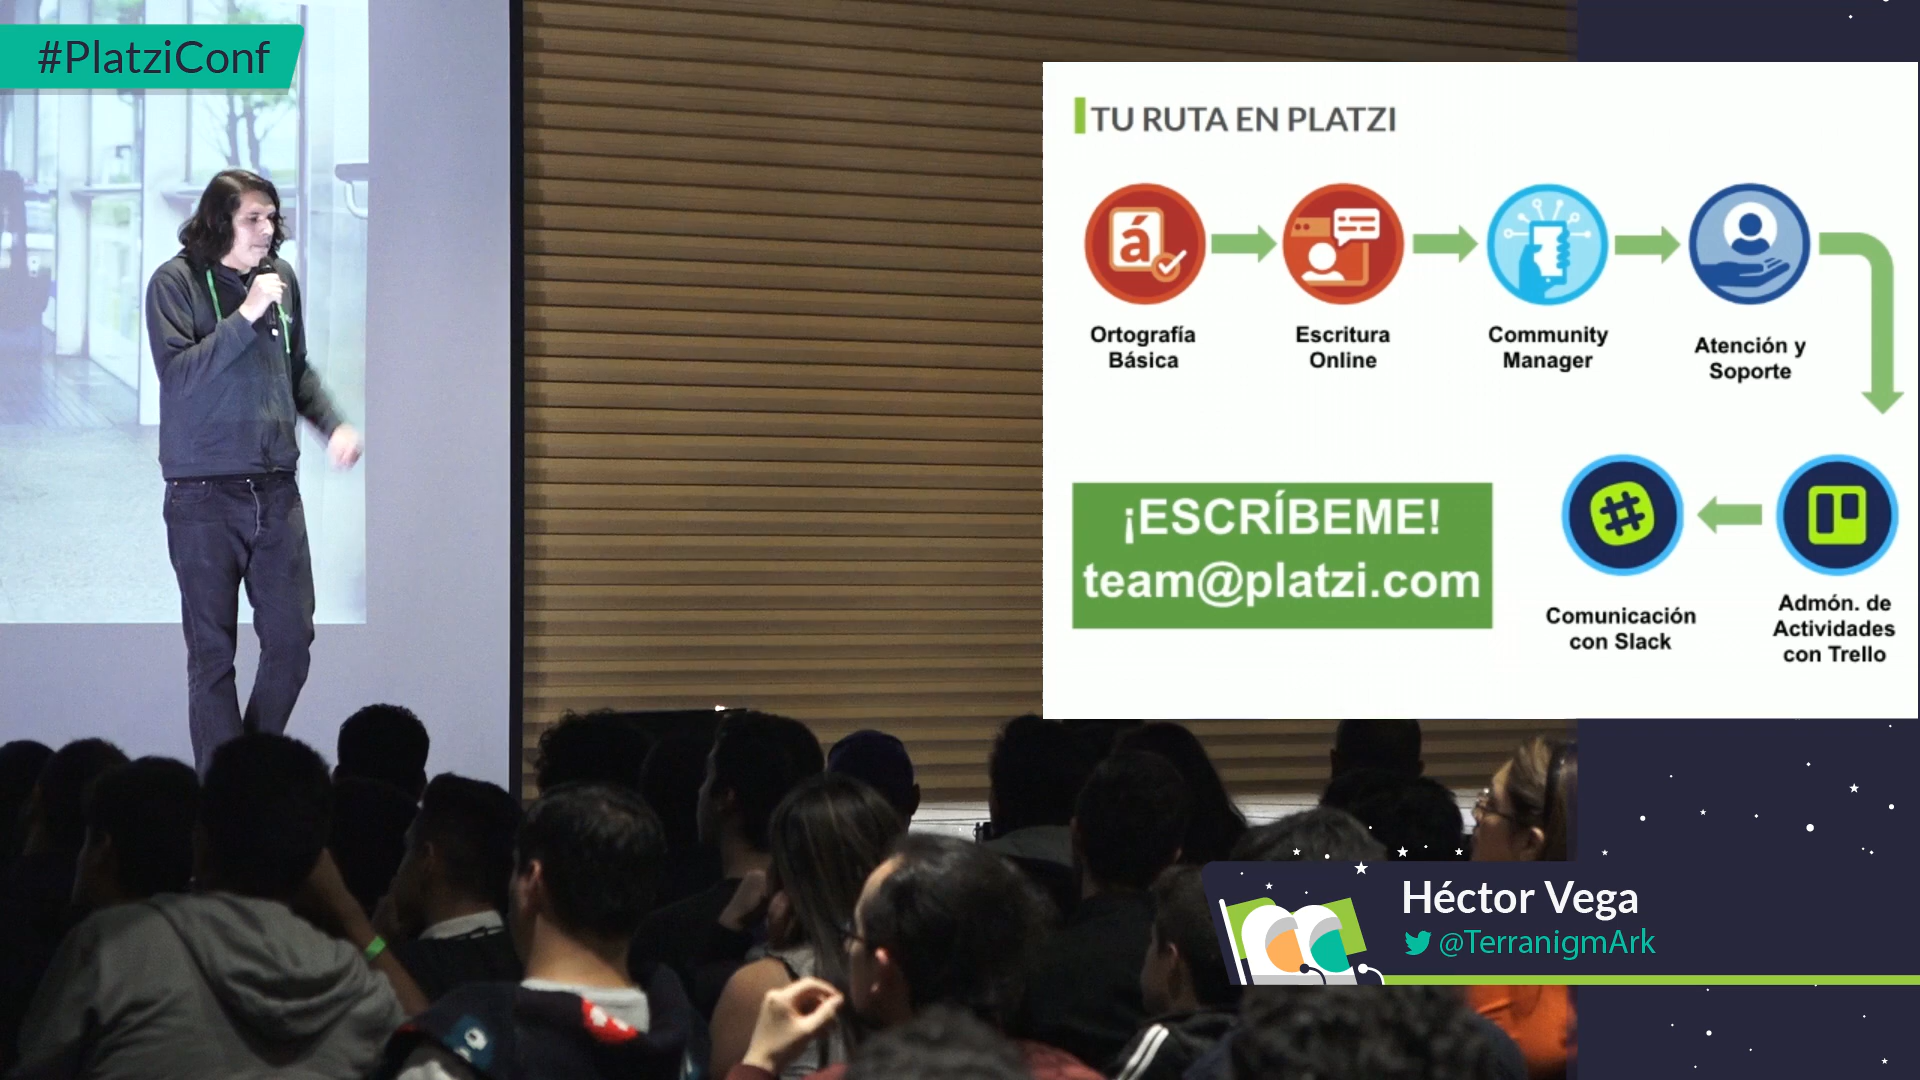 #PlatziConf
TU RUTA EN PLATZI
á
Ortografía
Básica
Escritura
Online
Community
Manager
Atención y
Soporte
¡ESCRÍBEME!
team@platzi.com
#
Comunicación
con Slack
Admón. de
Actividades
con Trello
Héctor Vega
@TerranigmArk